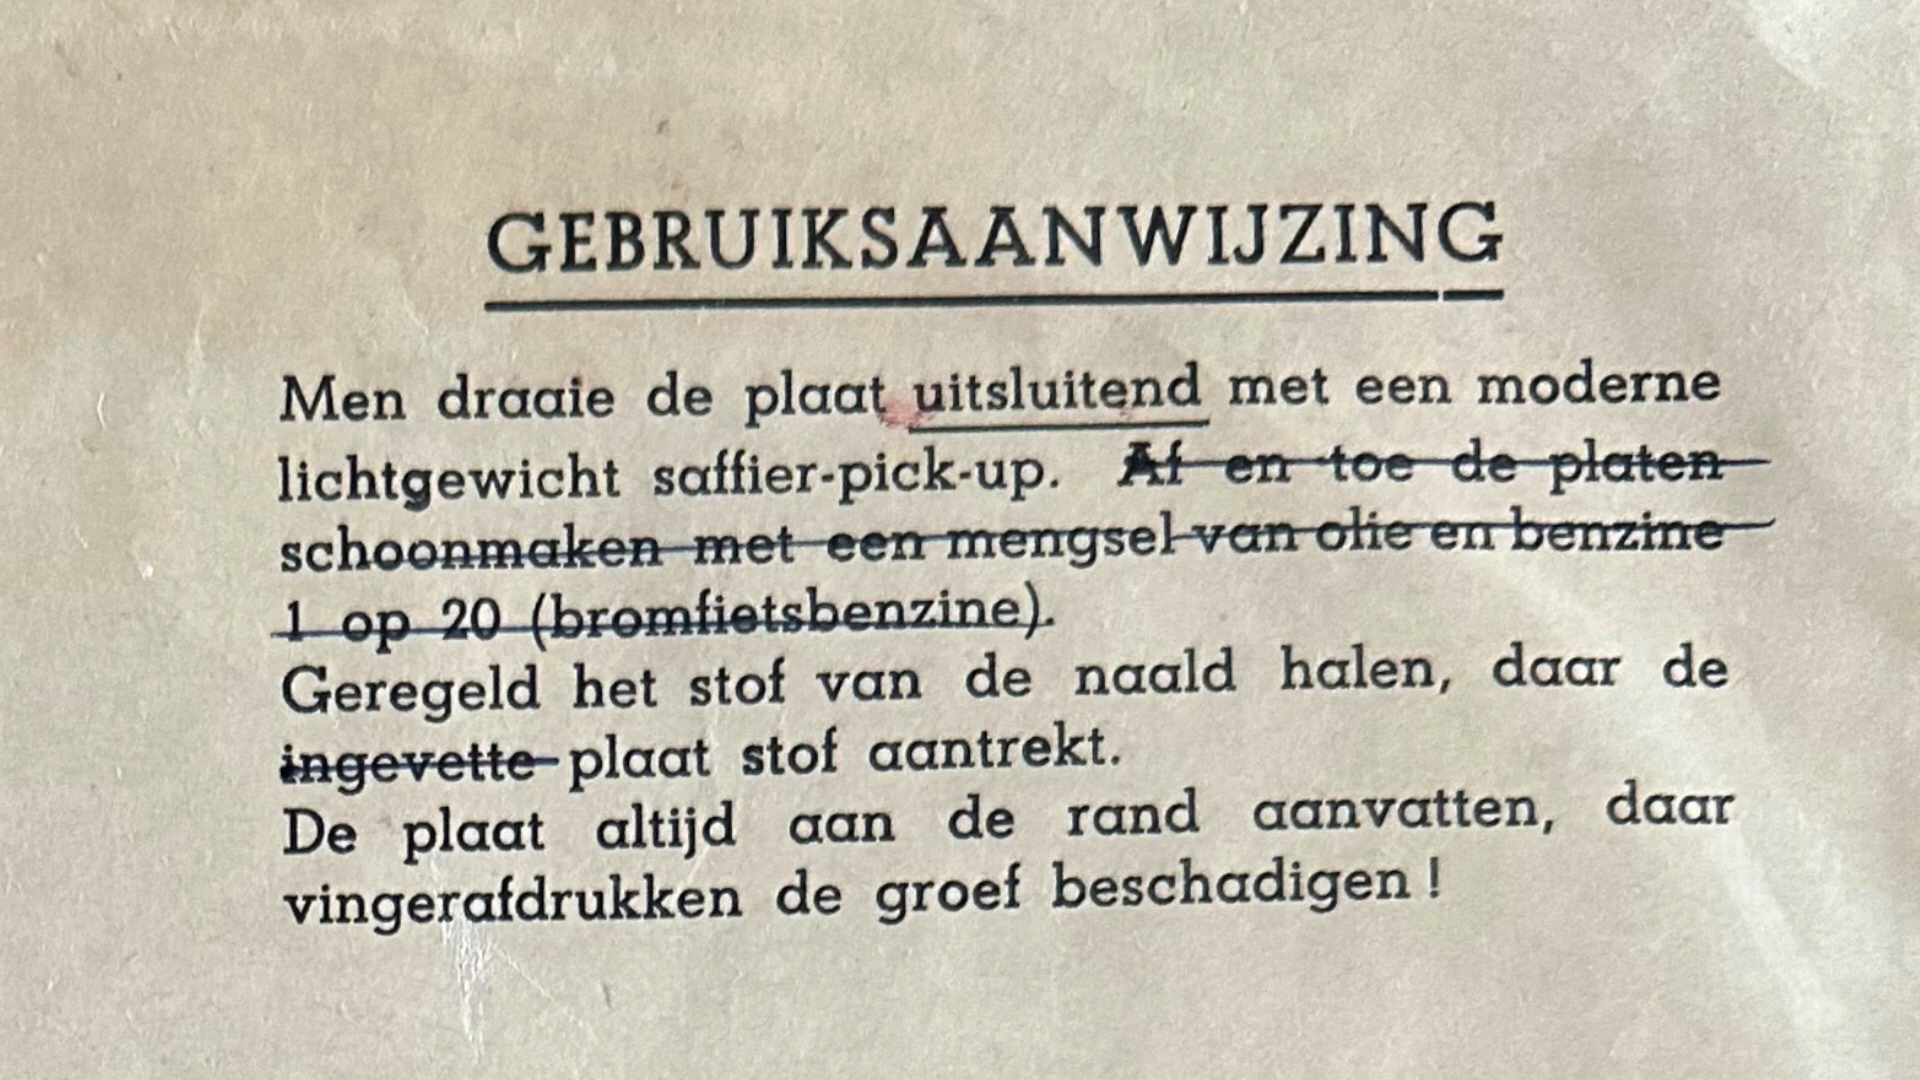 GEBRUIKSAANWIJZING
Men draaie de plaat uitsluitend met een moderne
lichtgewicht saffier-pick-up. Af en toe de platen
schoonmaken met een mengsel van olie en benzine
1 op 20 (bromfietsbenzine).
Geregeld het stof van de naald halen, daar de
ingevette plaat stof aantrekt.
De plaat altijd aan de rand aanvatten, daar
vingerafdrukken de groef beschadigen!